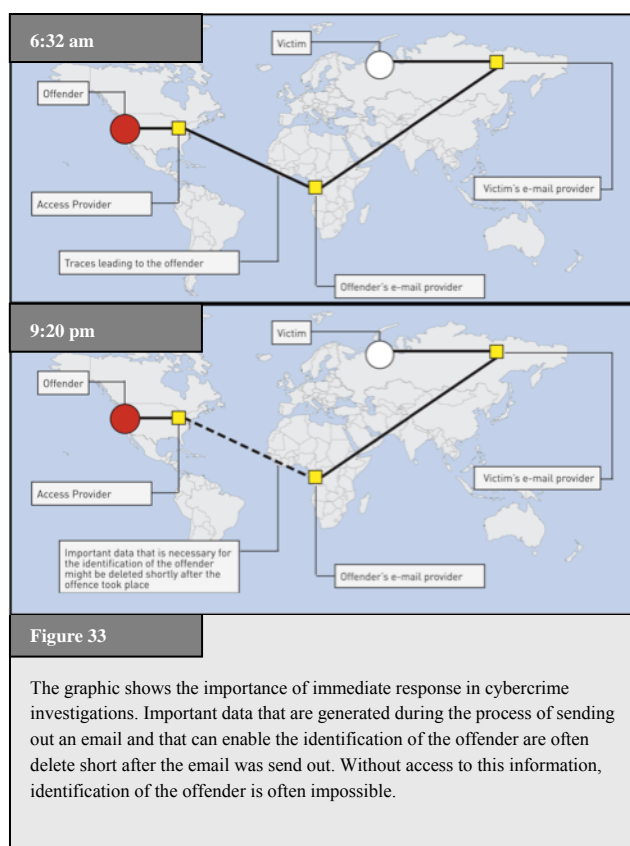 6:32 am
Victim
Offender
Access Provider
Victim's e-mail provider
Traces leading to the offender
Offender's e-mail provider
9:20 pm
Victim
Offender
Victim's e-mail provider
Access Provider
Important data that is necessary for
the identification of the offender
might be deleted shortly after the
offence took place
Offender's e-mail provider
Figure 33
The graphic shows the importance of immediate response in cybercrime
investigations. Important data that are generated during the process of sending
out an email and that can enable the identification of the offender are often
delete short after the email was send out. Without access to this information,
identification of the offender is often impossible.